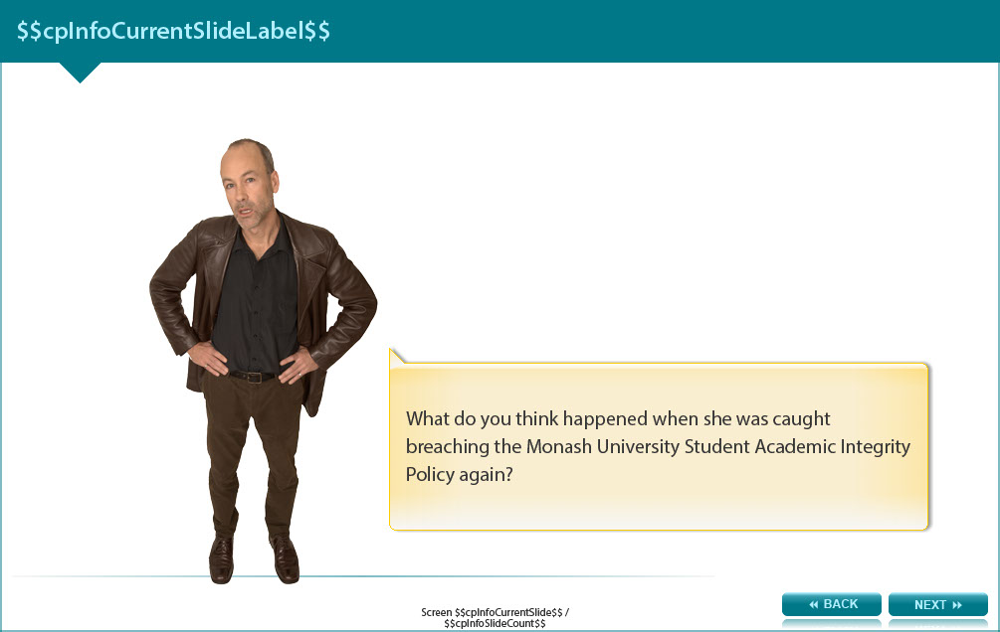 $$cpInfoCurrentSlideLabel$$
What do you think happened when she was caught
breaching the Monash University Student Academic Integrity
Policy again?
BACK
NEXT
Screen $$cpInfoCurrentSlide$$ /
$$cpInfoSlideCount$$